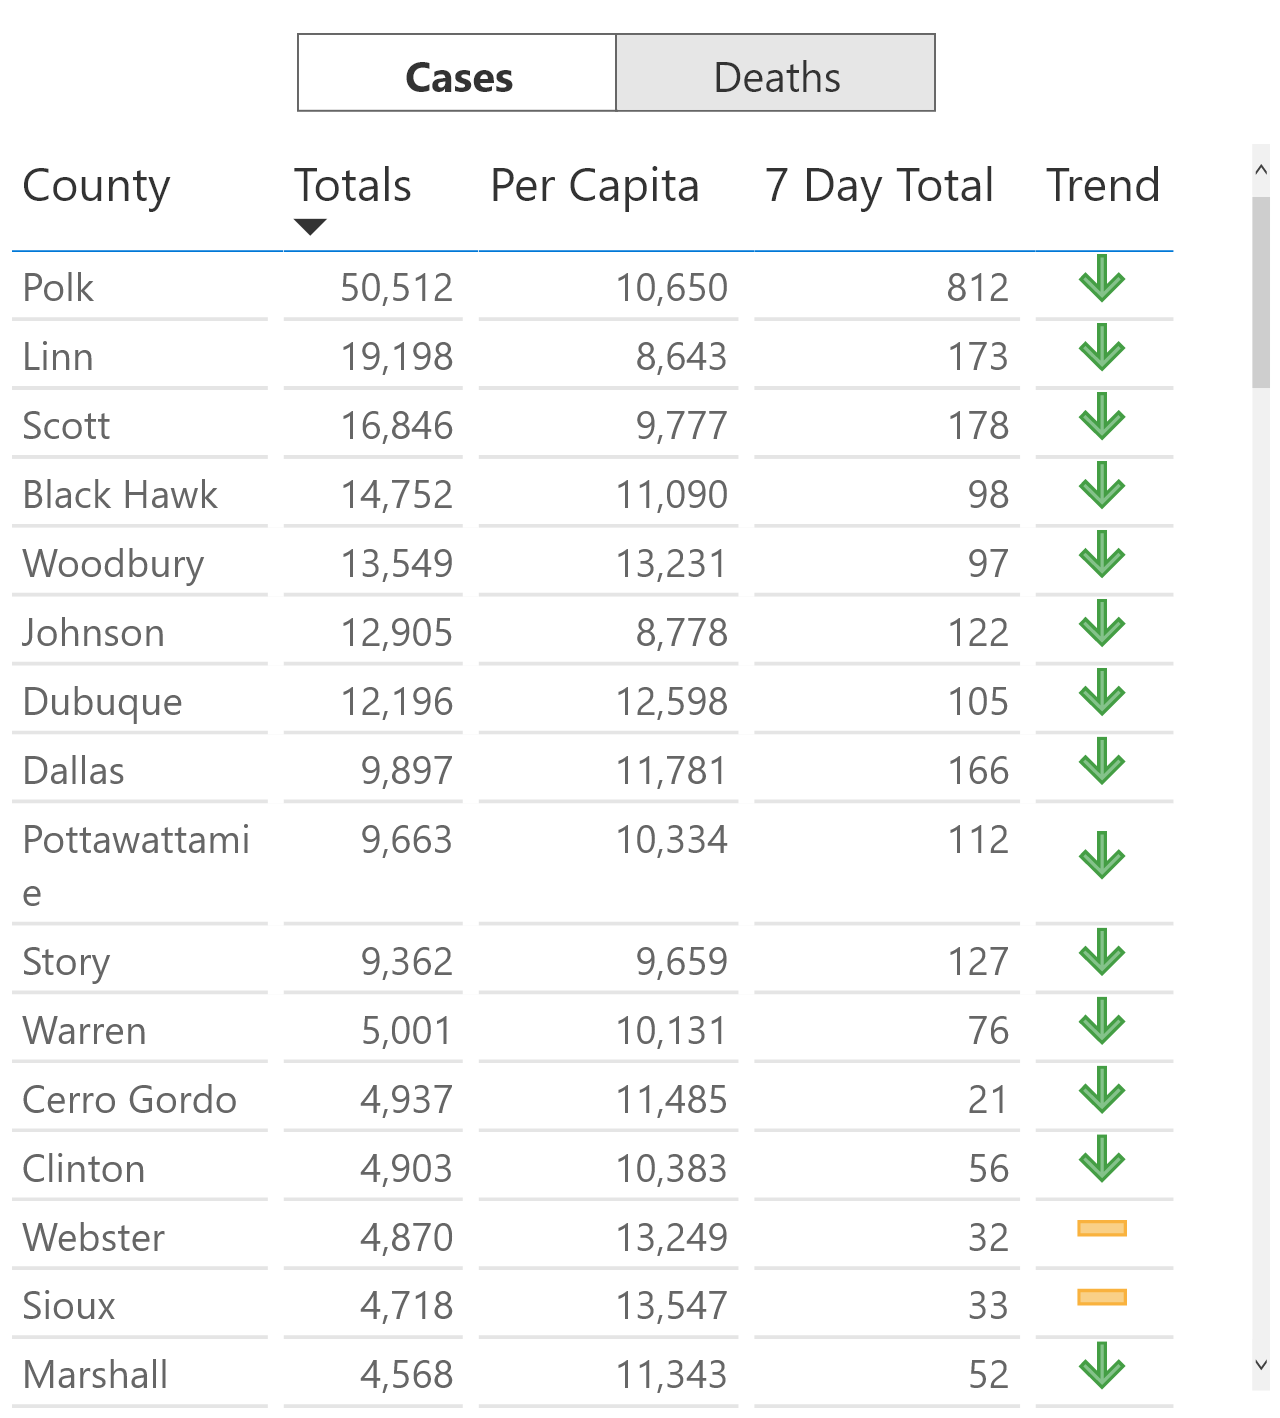 Cases Deaths
County Totals Per Capita 7 Day Total Trend
Polk 50,512 10,650 812
Linn 19,198 8,643 173
Scott 16,846 9,777 178
Black Hawk 14,752 11,090 98
Woodbury 13,549 13,231 97
Johnson 12,905 8,778 122
Dubuque 12,196 12,598 105
Dallas 9,897 11,781 166
Pottawattami 9,663 10,334 112
e
Story 9,362 9,659 127
Warren 5,001 10,131 76
Cerro Gordo 4,937 11,485 21
Clinton 4,903 10,383 56
Webster 4,870 13,249 32
Sioux 4,718 13,547 33
Marshall 4,568 11,343 52